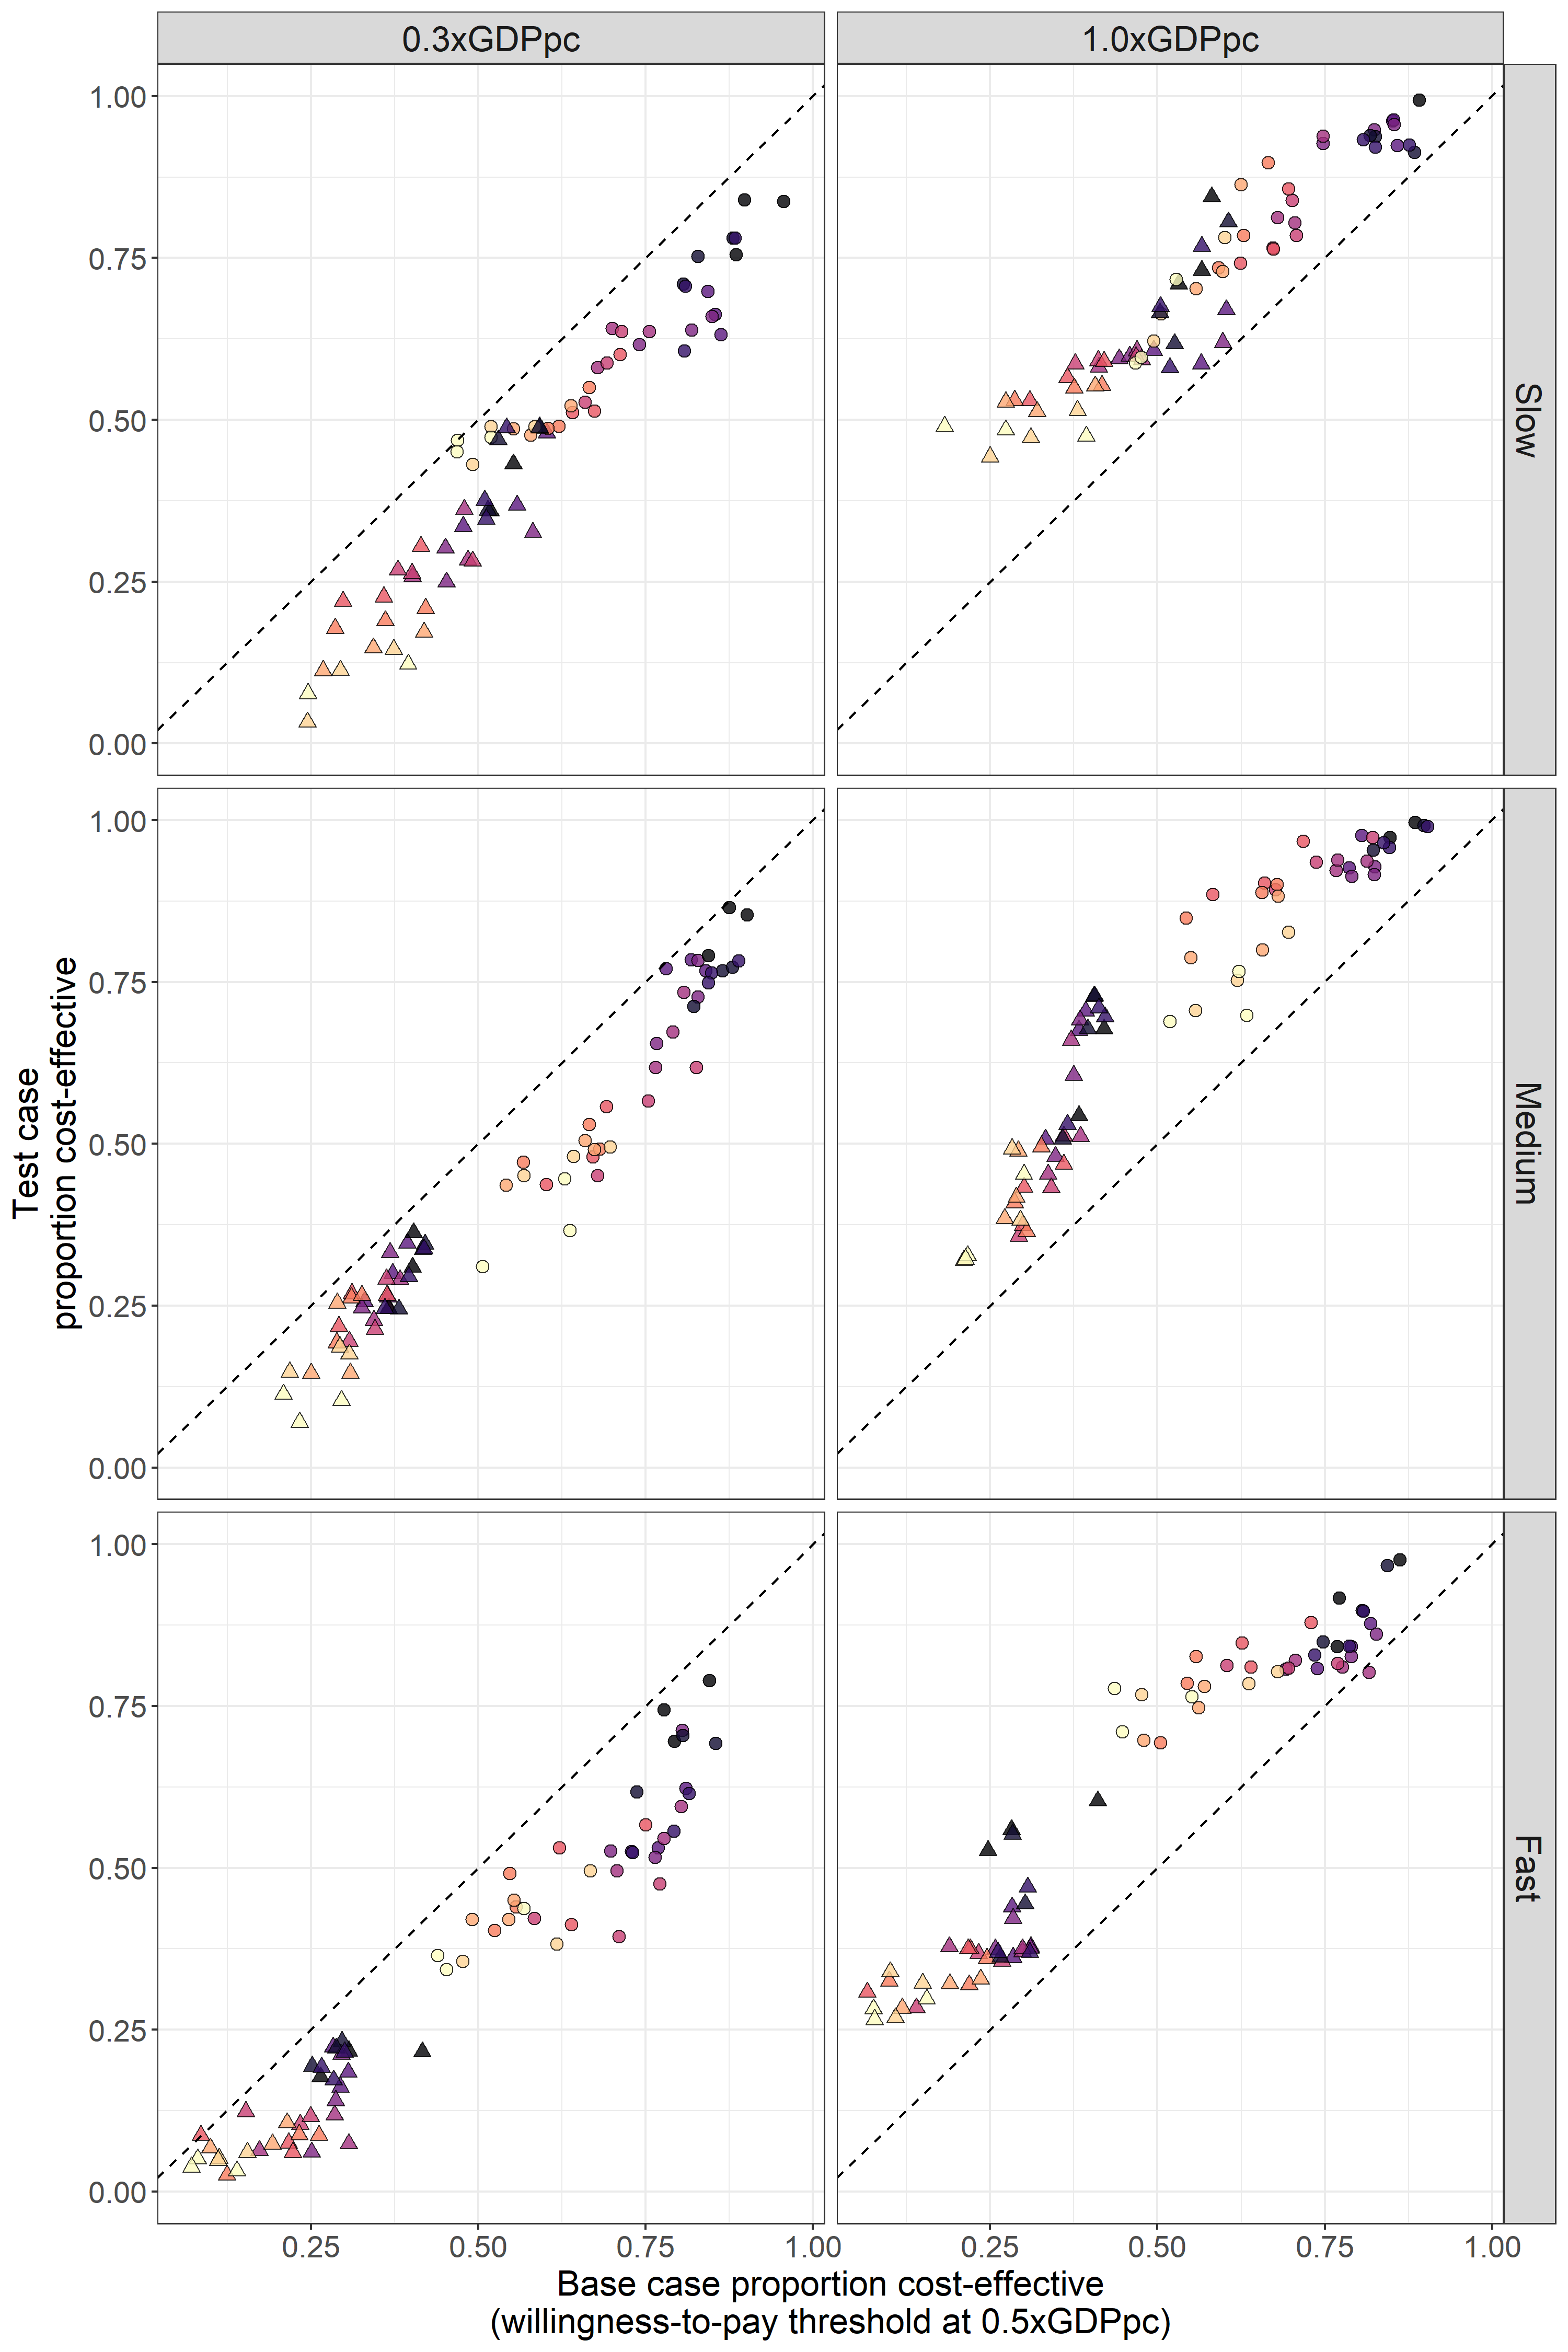 0.3xGDPpc
1.0xGDPpc
1.00
0.75
0.50
0.25
0.00
Slow
1.00
0.75
0.50
0.25
0.00
Medium
1.00
0.75
0.50
0.25
0.00
Fast
Test case
proportion cost-effective
0.25
0.50
0.75
1.00
0.25
0.50
0.75
1.00
Base case proportion cost-effective
(willingness-to-pay threshold at 0.5xGDPpc)